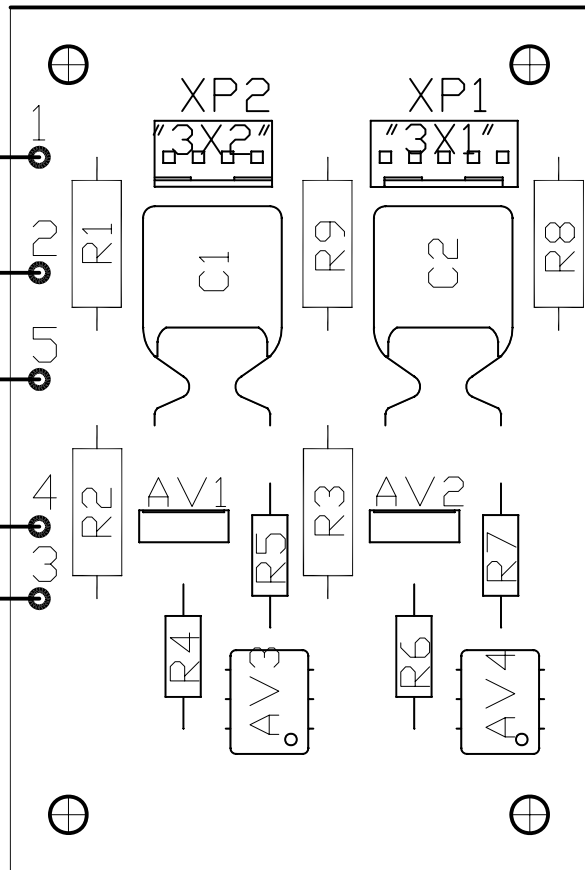 XP2 XP1
1 "3X2" "3X1"
2 R1 C1 R9 C2 R8
5
4 R2 AV1 R3 AV2
R5 R7
3
R4 AV3 R6 AV4